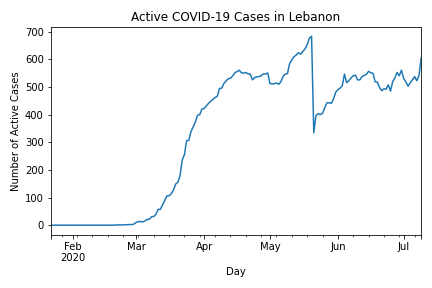 Active COVID-19 Cases in Lebanon
700
600
500
400
300
200
100
0
Number of Active Cases
Feb Mar Apr May Jun Jul
2020
Day